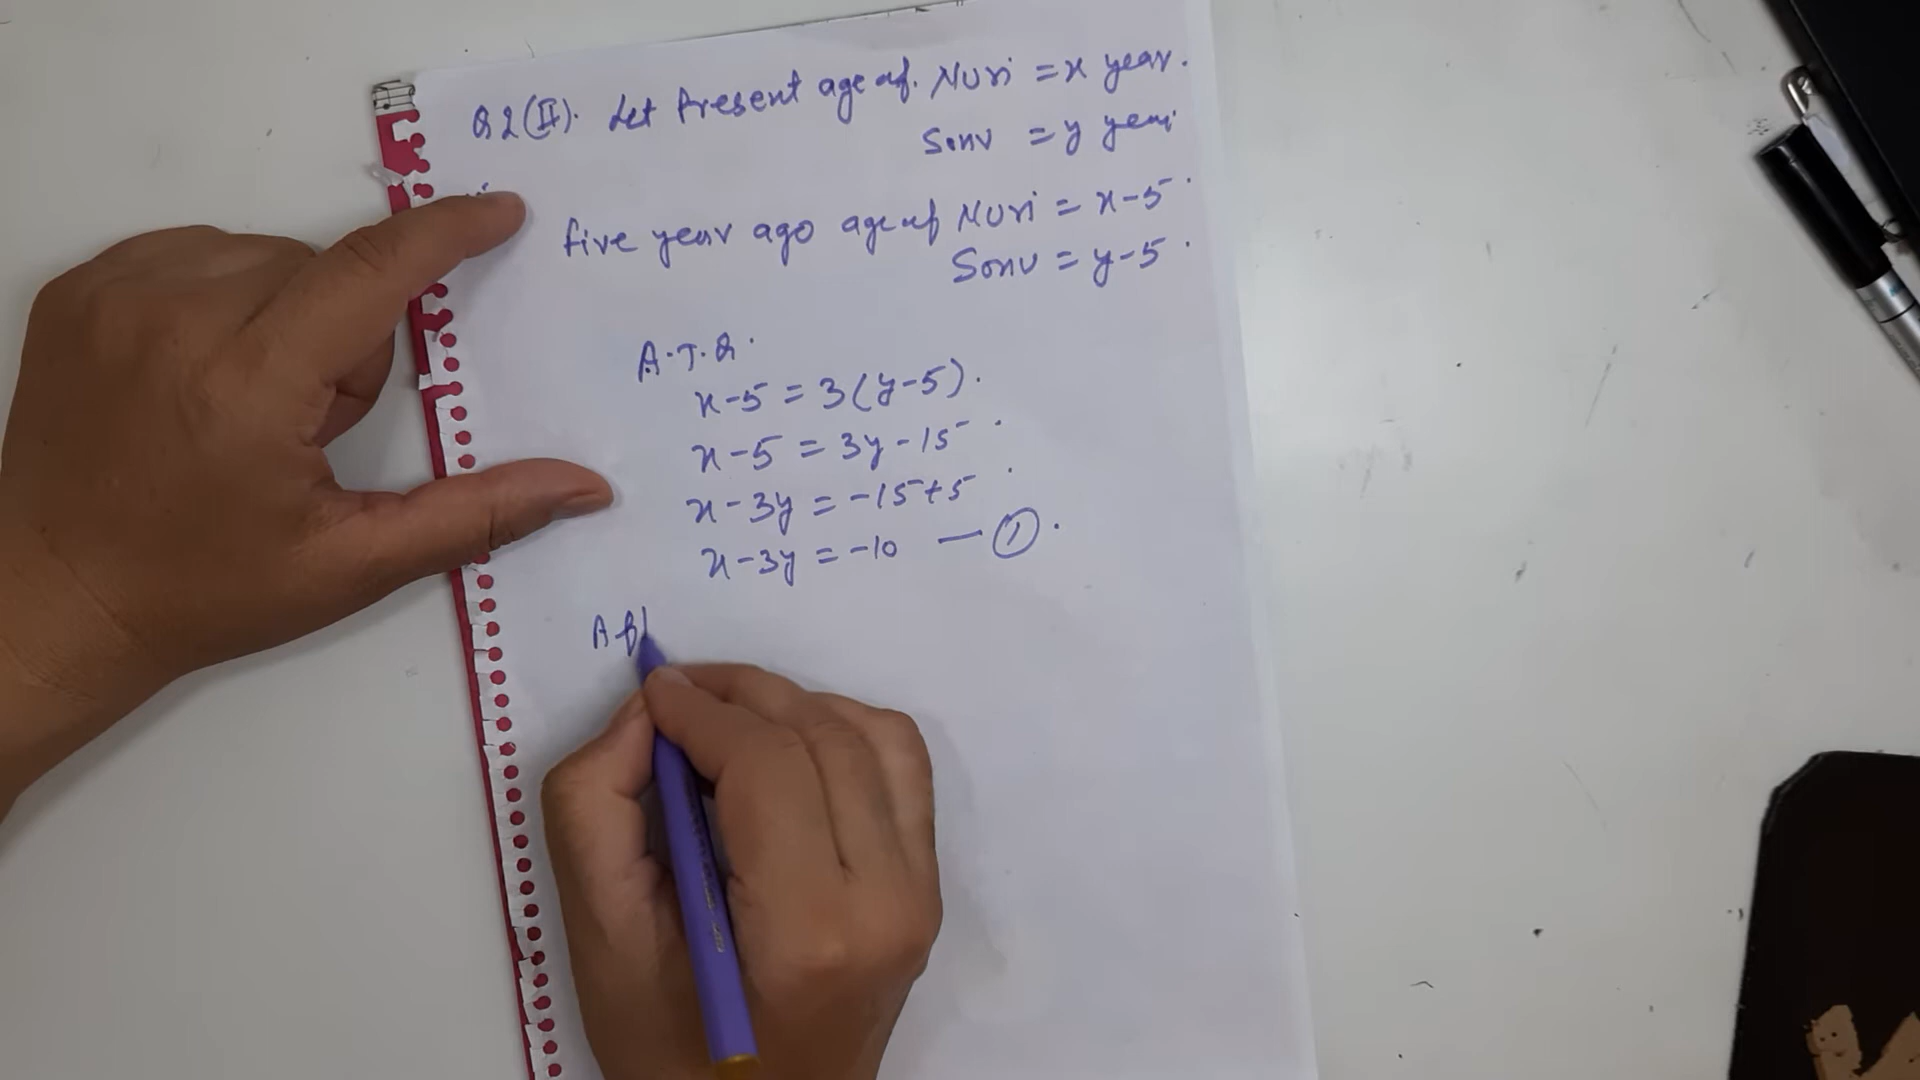 Q2(II). Let Present age of. Nuri = x year.
Sonu = y year
five year ago age of Nuri = x-5.
Sonu = y-5.
A.T.Q.
x-5 = 3(y-5).
x-5 = 3y-15.
x-3y = -15+5.
x-3y = -10 — ①.
Aft